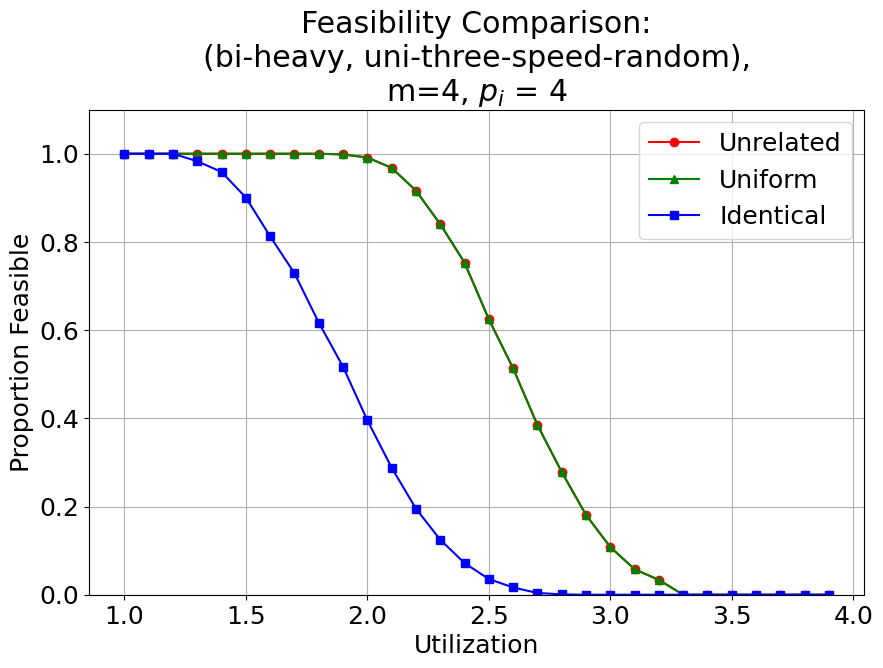 Feasibility Comparison:
(bi-heavy, uni-three-speed-random),
m=4, $p_i$ = 4
Unrelated
Uniform
Identical
Proportion Feasible
1.0
0.8
0.6
0.4
0.2
0.0
1.0 1.5 2.0 2.5 3.0 3.5 4.0
Utilization